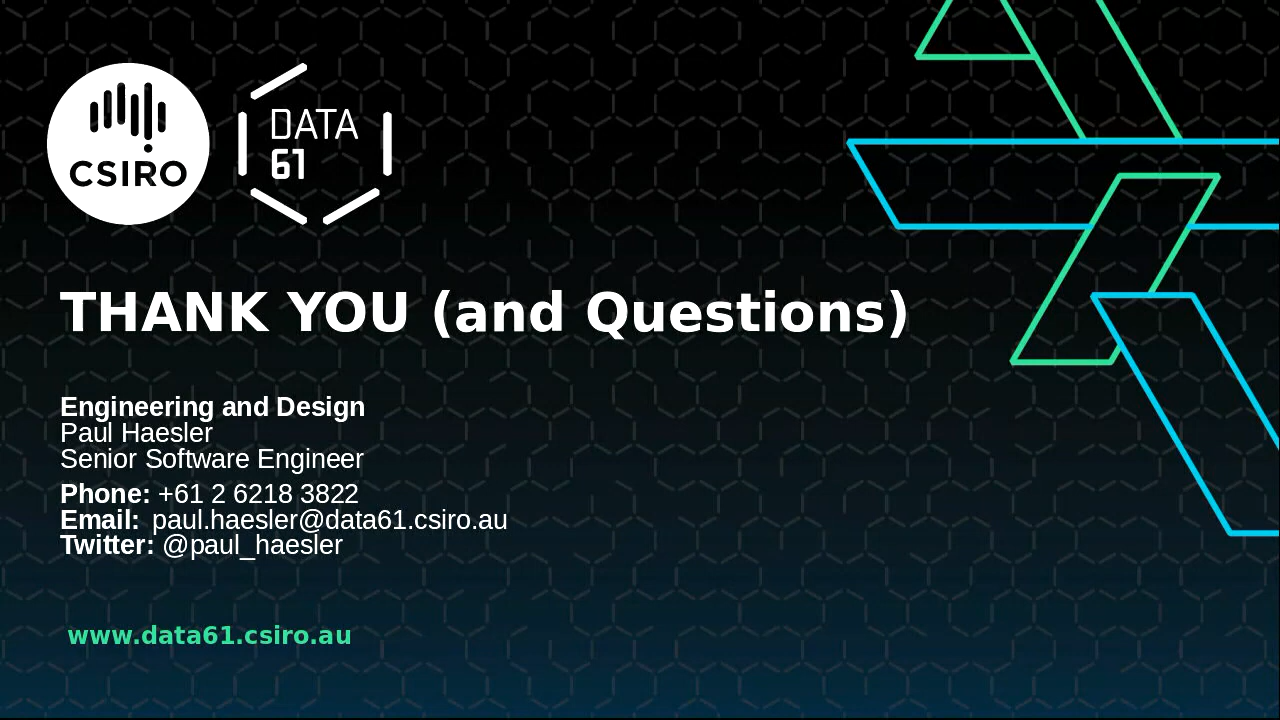 CSIRO
DATA
61
THANK YOU (and Questions)
Engineering and Design
Paul Haesler
Senior Software Engineer
Phone: +61 2 6218 3822
Email:  paul.haesler@data61.csiro.au
Twitter: @paul_haesler
www.data61.csiro.au